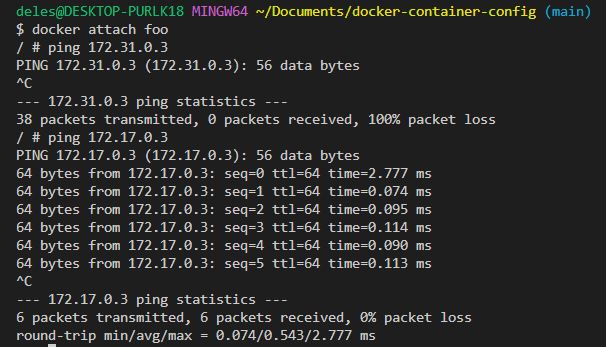 deles@DESKTOP-PURLK18 MINGW64 ~/Documents/docker-container-config (main)
$ docker attach foo
/ # ping 172.31.0.3
PING 172.31.0.3 (172.31.0.3): 56 data bytes
^C
--- 172.31.0.3 ping statistics ---
38 packets transmitted, 0 packets received, 100% packet loss
/ # ping 172.17.0.3
PING 172.17.0.3 (172.17.0.3): 56 data bytes
64 bytes from 172.17.0.3: seq=0 ttl=64 time=2.777 ms
64 bytes from 172.17.0.3: seq=1 ttl=64 time=0.074 ms
64 bytes from 172.17.0.3: seq=2 ttl=64 time=0.095 ms
64 bytes from 172.17.0.3: seq=3 ttl=64 time=0.114 ms
64 bytes from 172.17.0.3: seq=4 ttl=64 time=0.090 ms
64 bytes from 172.17.0.3: seq=5 ttl=64 time=0.113 ms
^C
--- 172.17.0.3 ping statistics ---
6 packets transmitted, 6 packets received, 0% packet loss
round-trip min/avg/max = 0.074/0.543/2.777 ms